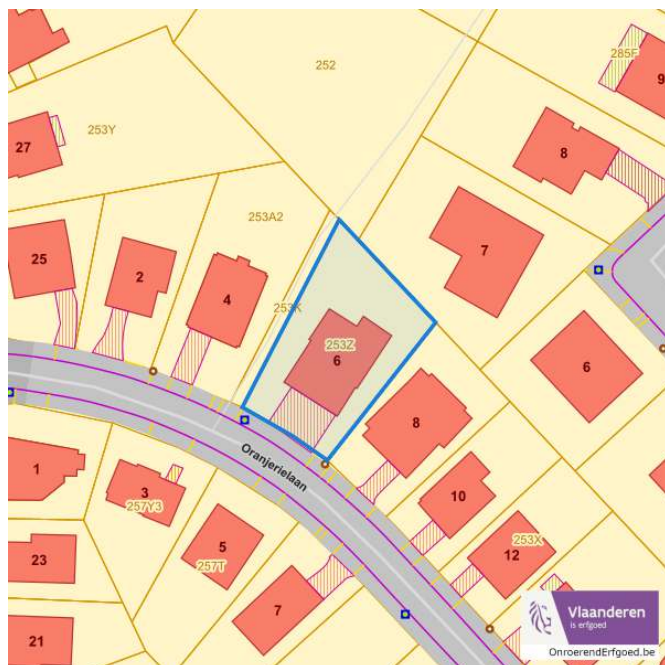 252
285F
9
253Y
27
8
253A2
7
25
2
4
253K
253Z
6
6
8
Oranjerielaan
1
3
257Y3
10
253X
12
5
257T
23
7
21
Vlaanderen
is erfgoed
OnroerendErfgoed.be